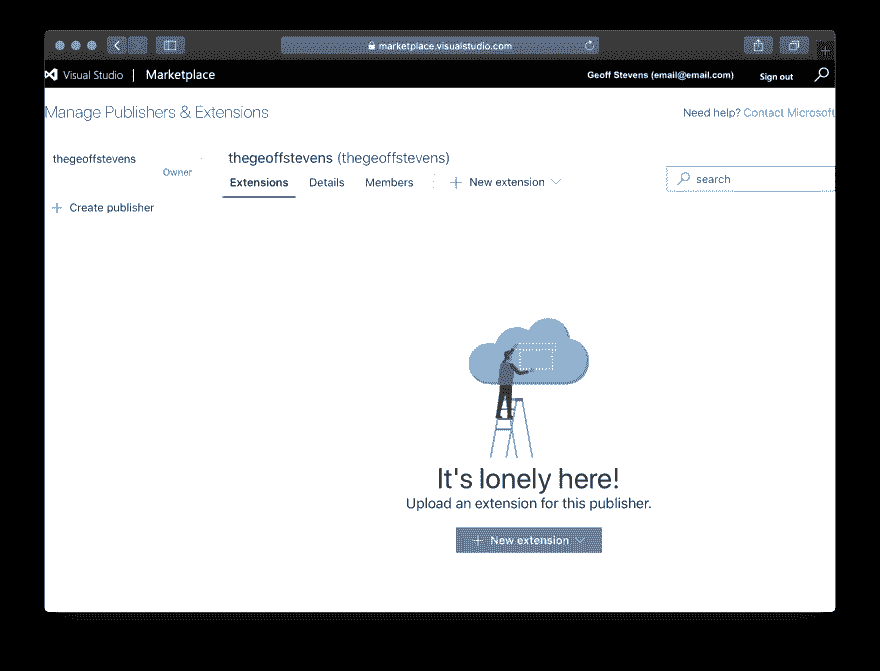 marketplace.visualstudio.com
Visual Studio | Marketplace
Geoff Stevens (email@email.com)
Sign out
Manage Publishers & Extensions
Need help? Contact Microsoft
thegeoffstevens
Owner
thegeoffstevens (thegeoffstevens)
Extensions
Details
Members
+ New extension
search
+ Create publisher
It's lonely here!
Upload an extension for this publisher.
+ New extension